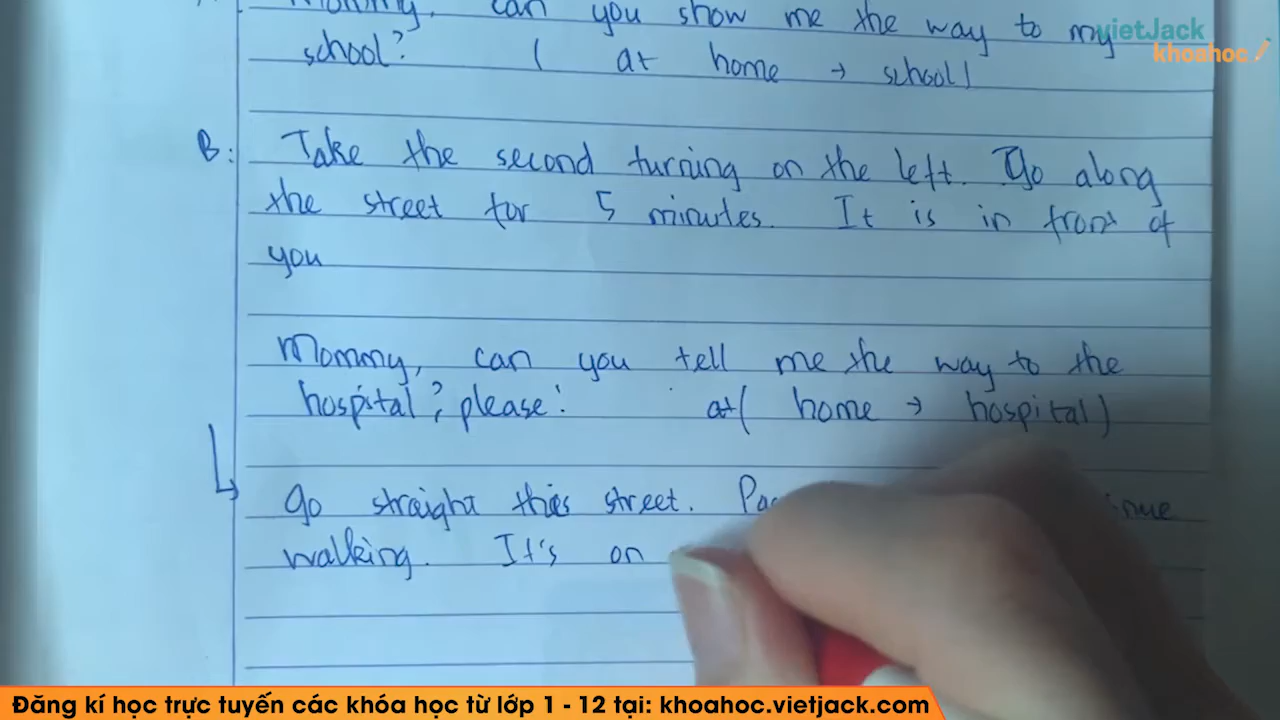 Mommy, can you show me the way to my
school? ( at home → school)
B: Take the second turning on the left. Go along
the street for 5 minutes. It is in front of
you
Mommy, can you tell me the way to the
hospital, please? at( home → hospital)
Go straight this street.
walking. It's on
vietJack
khoahoc
Đăng kí học trực tuyến các khóa học từ lớp 1 - 12 tại: khoahoc.vietjack.com